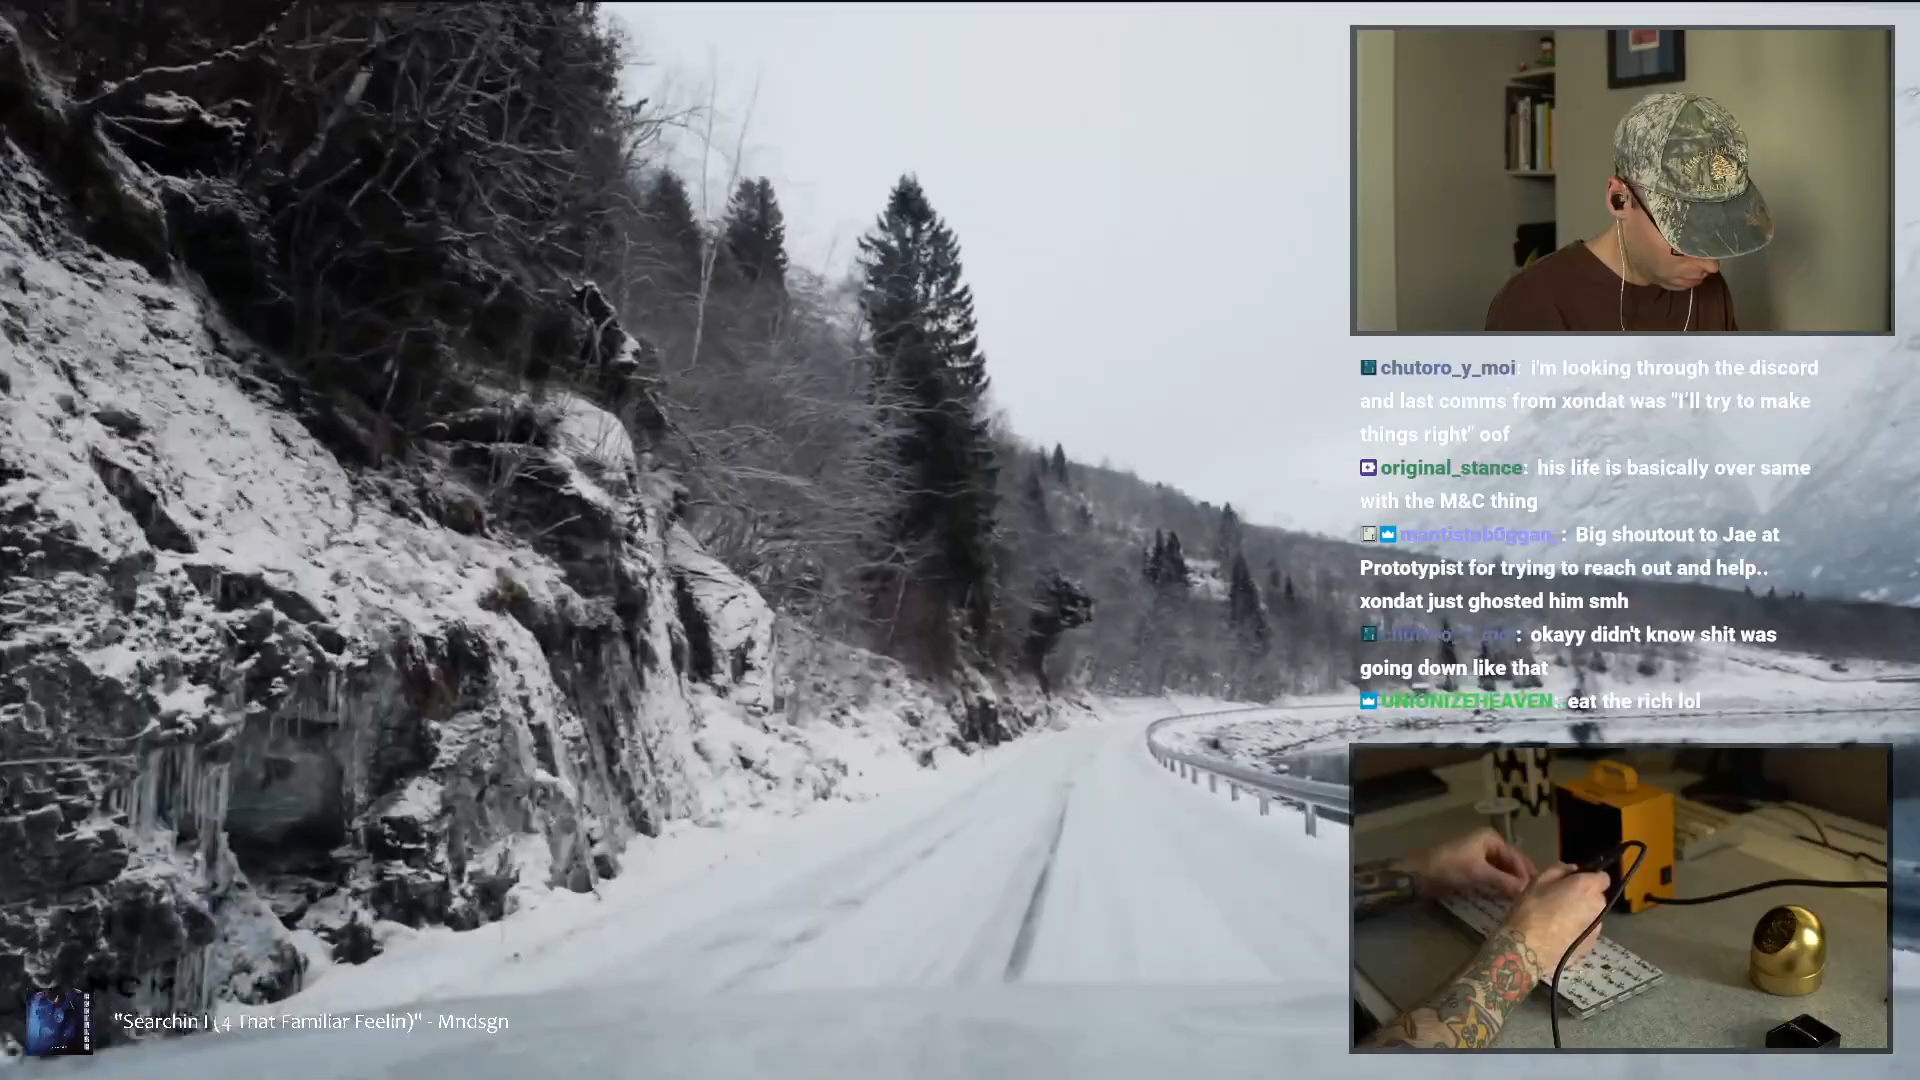 chutoro_y_moi: i'm looking through the discord
and last comms from xondat was "I'll try to make
things right" oof
original_stance: his life is basically over same
with the M&C thing
mantistob0ggan_: Big shoutout to Jae at
Prototypist for trying to reach out and help..
xondat just ghosted him smh
chutoro_y_moi: okayy didn't know shit was
going down like that
UNIONIZEHEAVEN: eat the rich lol
"Searchin I (4 That Familiar Feelin)" - Mndsgn